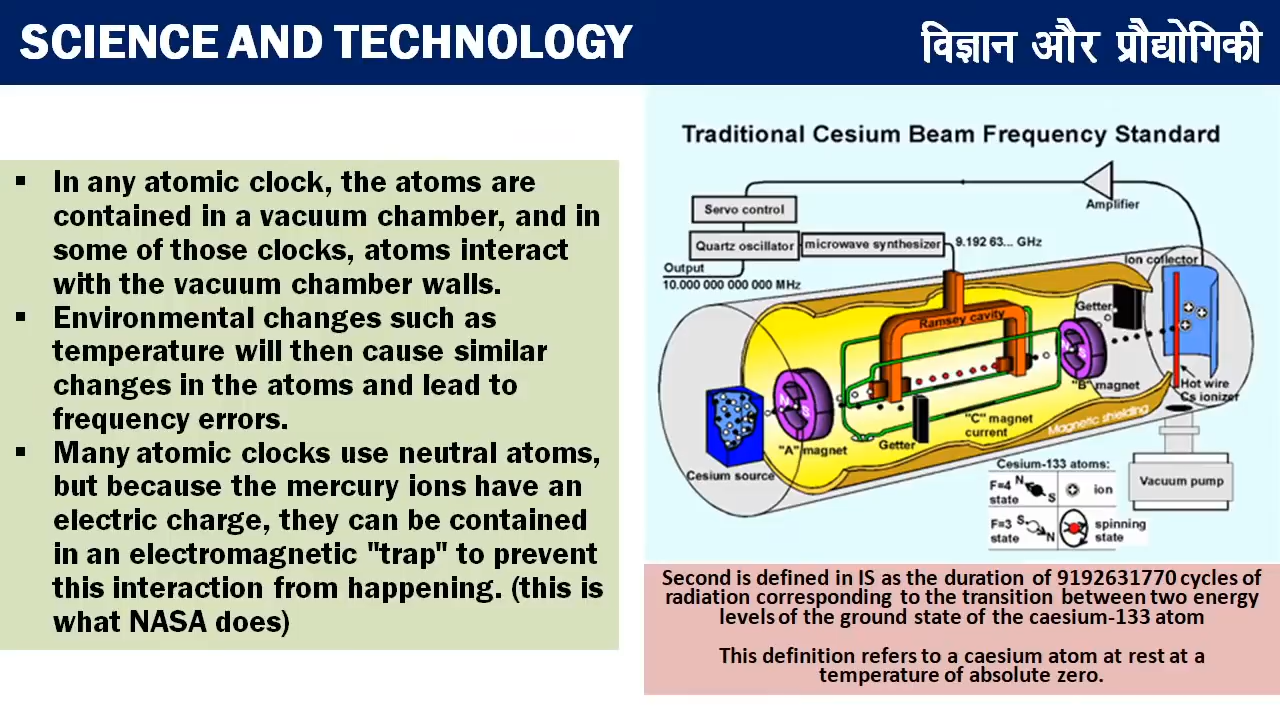 SCIENCE AND TECHNOLOGY
विज्ञान और प्रौद्योगिकी
▪ In any atomic clock, the atoms are
contained in a vacuum chamber, and in
some of those clocks, atoms interact
with the vacuum chamber walls.
▪ Environmental changes such as
temperature will then cause similar
changes in the atoms and lead to
frequency errors.
▪ Many atomic clocks use neutral atoms,
but because the mercury ions have an
electric charge, they can be contained
in an electromagnetic "trap" to prevent
this interaction from happening. (this is
what NASA does)
Traditional Cesium Beam Frequency Standard
Amplifier
Servo control
Quartz oscillator
microwave synthesizer
9.192 63... GHz
Output
10.000 000 000 000 MHz
Ion collector
Getter
Ramsey cavity
N
S
N
S
"B" magnet
Hot wire
Cs ionizer
"C" magnet
current
Magnetic shielding
Getter
"A" magnet
Cesium source
Cesium-133 atoms:
F=4
state
N
S
ion
F=3
state
S
N
spinning
state
Vacuum pump
Second is defined in IS as the duration of 9192631770 cycles of
radiation corresponding to the transition between two energy
levels of the ground state of the caesium-133 atom
This definition refers to a caesium atom at rest at a
temperature of absolute zero.